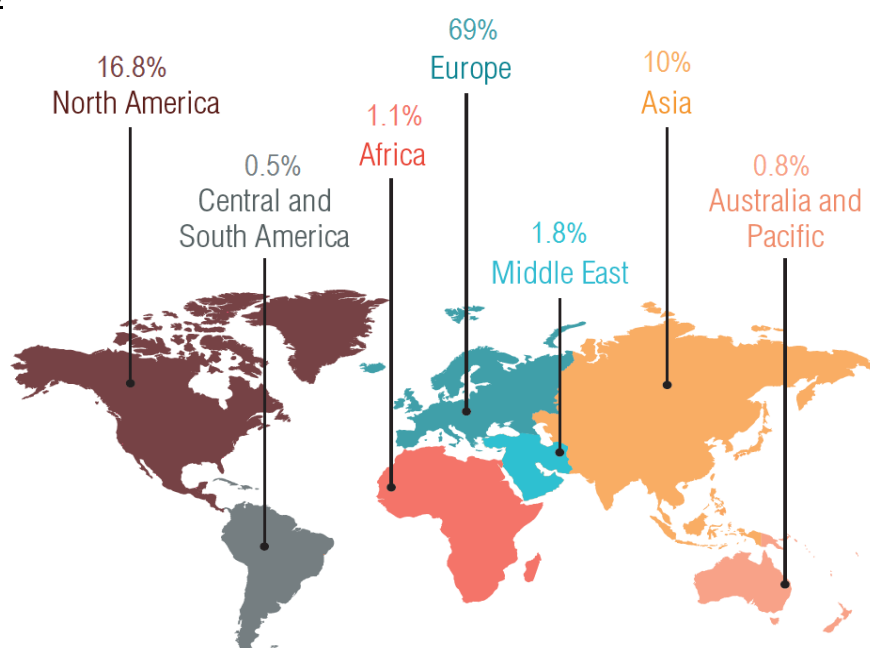 69%
Europe
16.8%
North America
10%
Asia
1.1%
Africa
0.5%
Central and
South America
0.8%
Australia and
Pacific
1.8%
Middle East